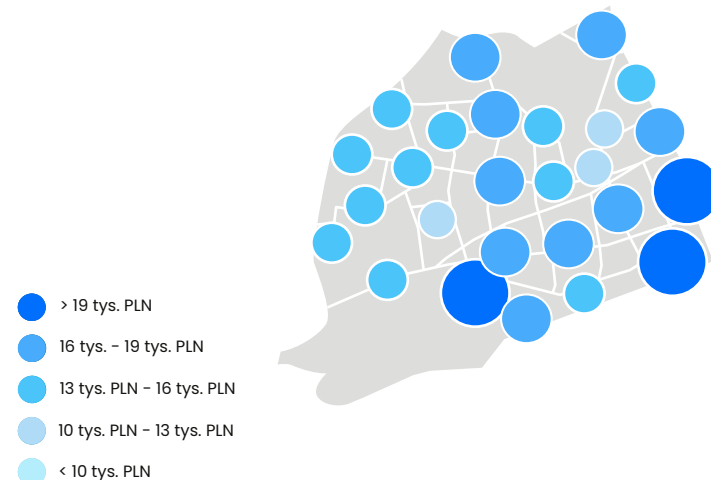 > 19 tys. PLN
16 tys. - 19 tys. PLN
13 tys. PLN - 16 tys. PLN
10 tys. PLN - 13 tys. PLN
< 10 tys. PLN